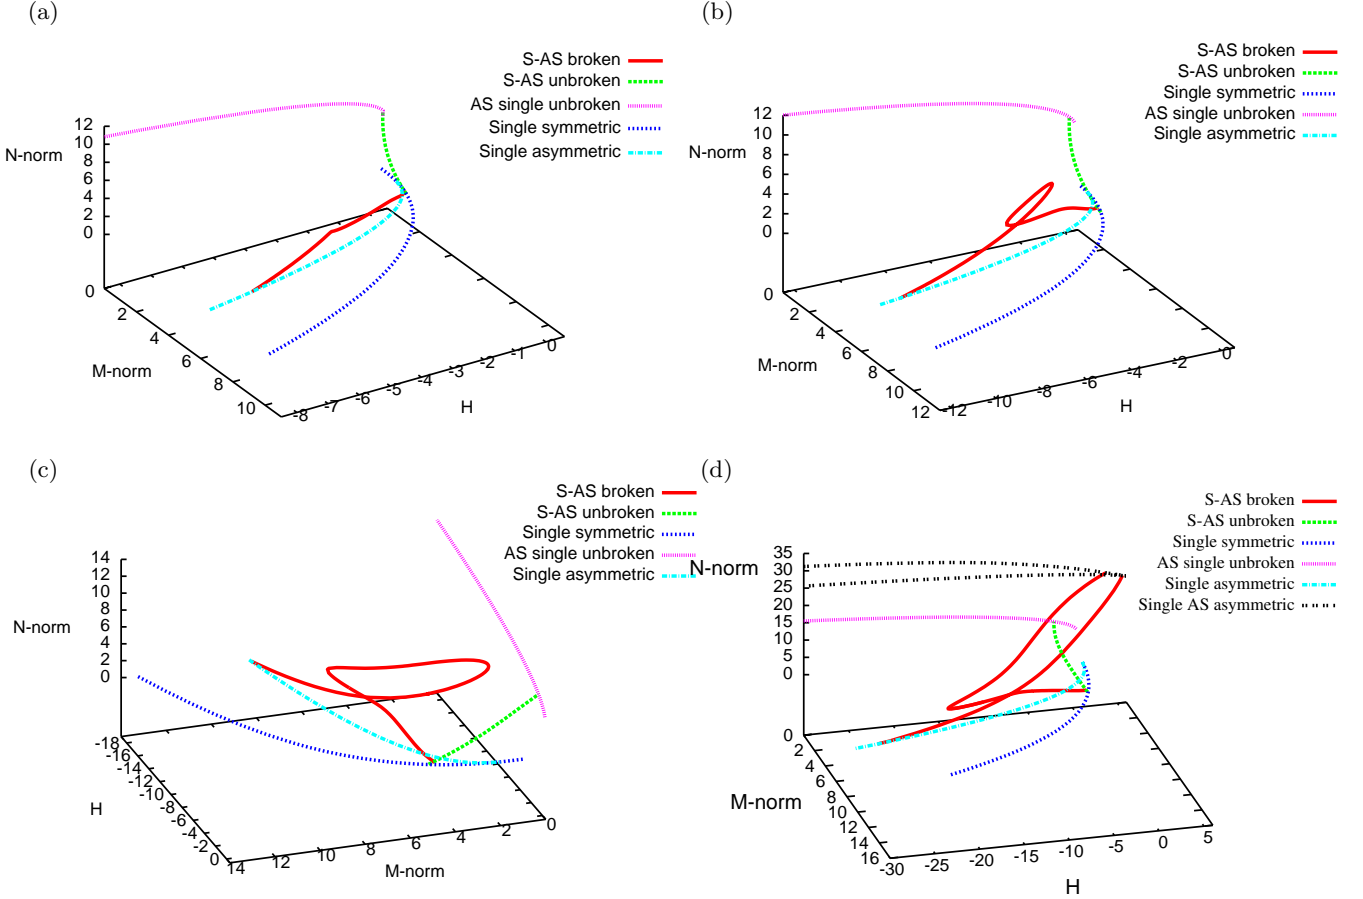 (a)
S-AS broken
S-AS unbroken
AS single unbroken
Single symmetric
Single asymmetric
N-norm
12
10
8
6
4
2
0
0
2
4
6
8
10
M-norm
-8
-7
-6
-5
-4
-3
-2
-1
0
H
(b)
S-AS broken
S-AS unbroken
Single symmetric
AS single unbroken
Single asymmetric
N-norm
12
10
8
6
4
2
0
0
2
4
6
8
10
12
M-norm
-12
-10
-8
-6
-4
-2
0
H
(c)
S-AS broken
S-AS unbroken
Single symmetric
AS single unbroken
Single asymmetric
N-norm
14
12
10
8
6
4
2
0
-18
-16
-14
-12
-10
-8
-6
-4
-2
0
H
14
12
10
8
6
4
2
0
M-norm
(d)
S-AS broken
S-AS unbroken
Single symmetric
AS single unbroken
Single asymmetric
Single AS asymmetric
N-norm
35
30
25
20
15
10
5
0
0
2
4
6
8
10
12
14
16
M-norm
-30
-25
-20
-15
-10
-5
0
5
H